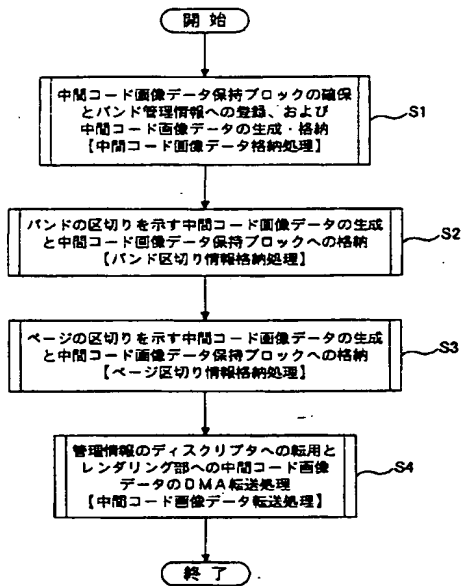 開 始
中間コード画像データ保持ブロックの確保
とバンド管理情報への登録、および
中間コード画像データの生成・格納
【中間コード画像データ格納処理】
S1
バンドの区切りを示す中間コード画像データの生成
と中間コード画像データ保持ブロックへの格納
【バンド区切り情報格納処理】
S2
ページの区切りを示す中間コード画像データの生成
と中間コード画像データ保持ブロックへの格納
【ページ区切り情報格納処理】
S3
管理情報のディスクリプタへの転用と
レンダリング部への中間コード画像
データのDMA転送処理
【中間コード画像データ転送処理】
S4
終 了